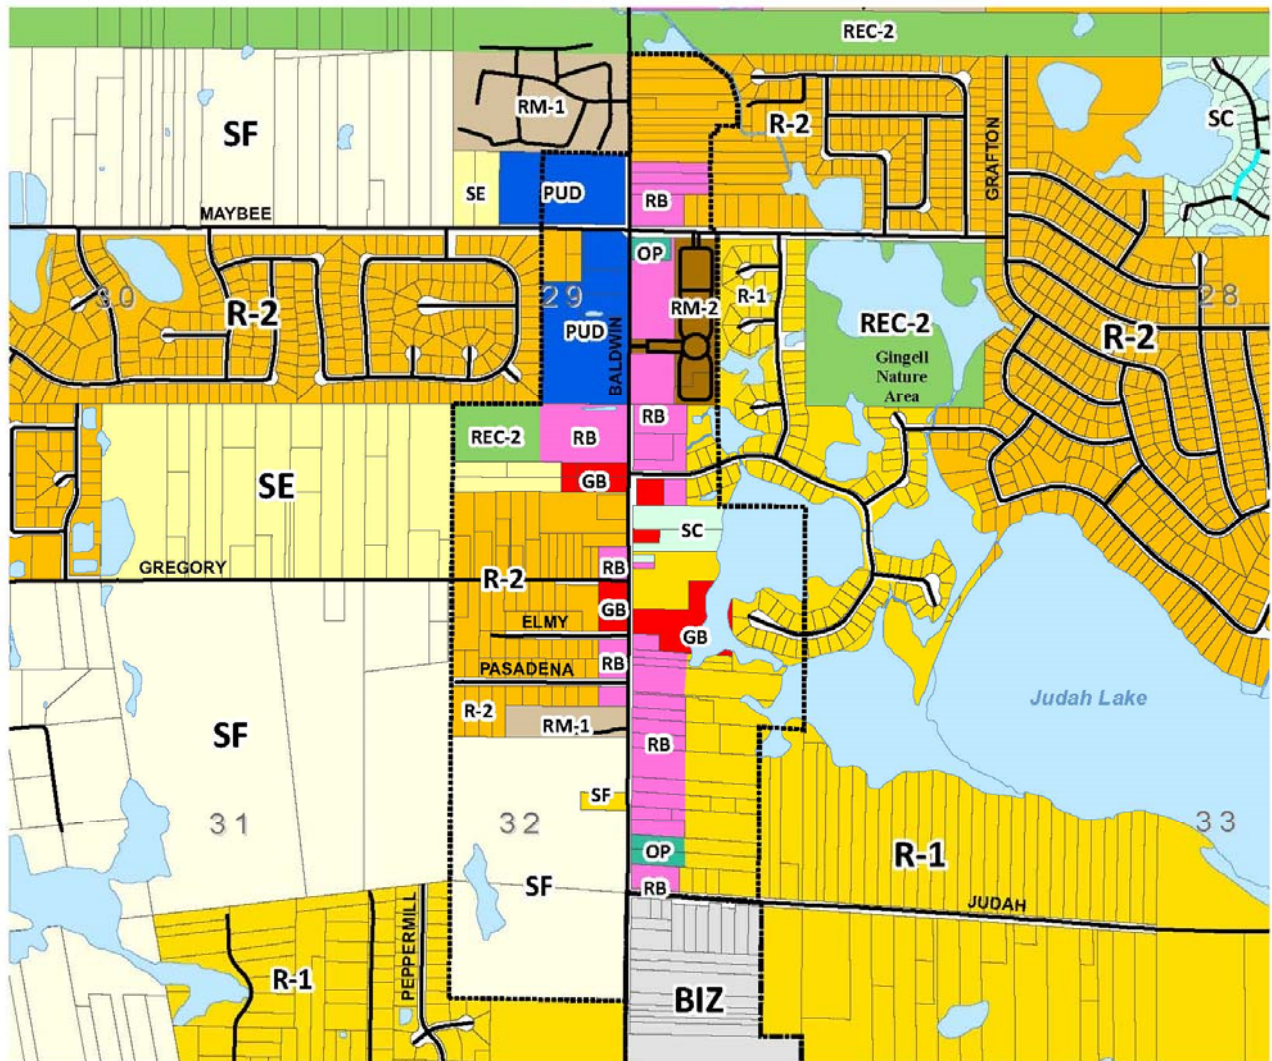 REC-2
RM-1
SF
R-2
SC
GRAFTON
SE
PUD
RB
MAYBEE
OP
RM-2
R-1
30
29
28
R-2
PUD
BALDWIN
REC-2
Gingell
Nature
Area
R-2
REC-2
RB
RB
SE
GB
SC
GREGORY
R-2
RB
ELMY
GB
GB
PASADENA
RB
R-2
RM-1
Judah Lake
SF
RB
SF
31
32
33
OP
R-1
SF
RB
JUDAH
PEPPERMILL
R-1
BIZ